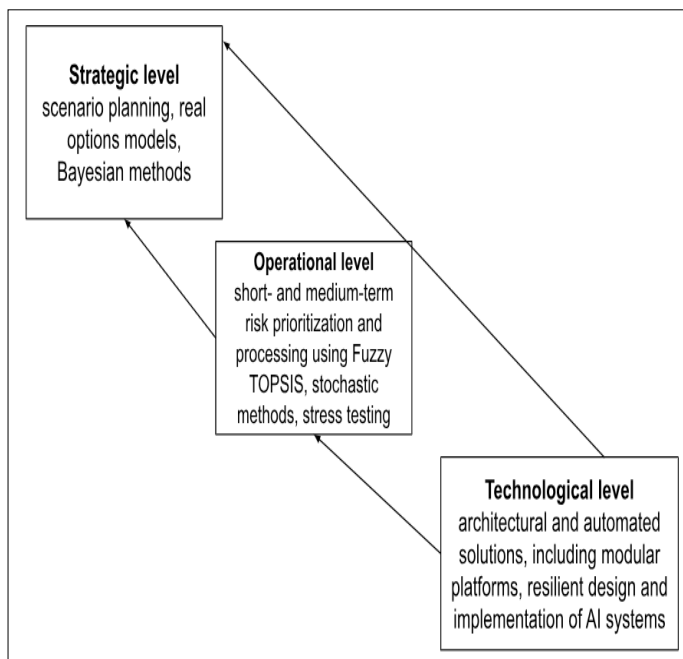 Strategic level
scenario planning, real
options models,
Bayesian methods
Operational level
short- and medium-term
risk prioritization and
processing using Fuzzy
TOPSIS, stochastic
methods, stress testing
Technological level
architectural and automated
solutions, including modular
platforms, resilient design and
implementation of AI systems